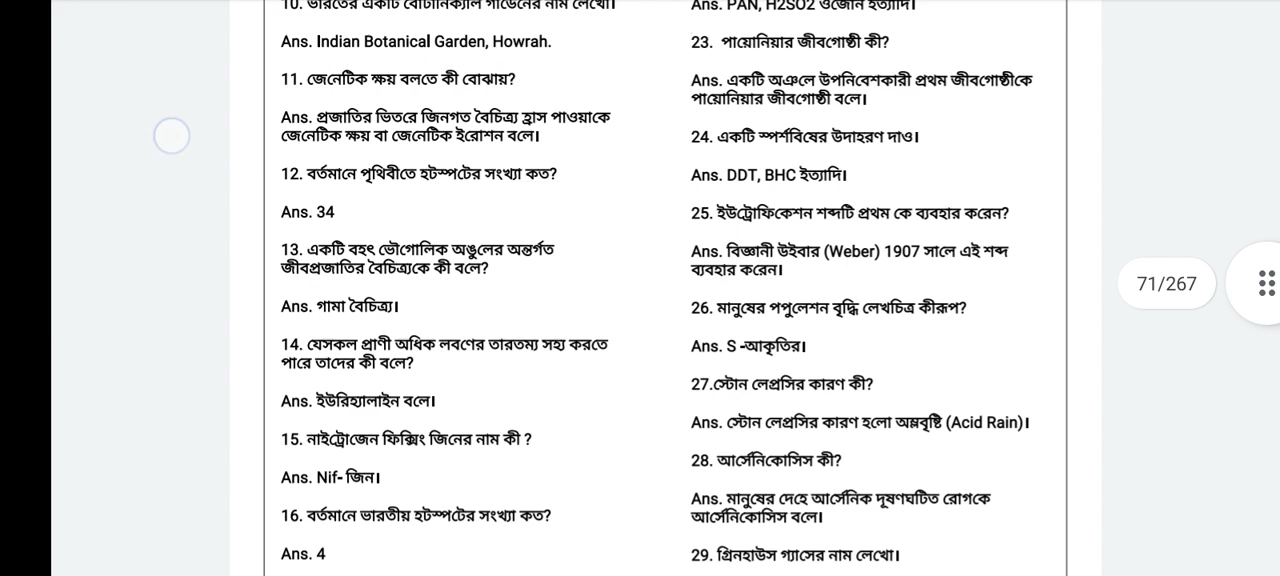 10. ভারতের একটি বোটানিক্যাল গার্ডেনের নাম লেখো।
Ans. Indian Botanical Garden, Howrah.
11. জেনেটিক ক্ষয় বলতে কী বোঝায়?
Ans. প্রজাতির ভিতরে জিনগত বৈচিত্র্য হ্রাস পাওয়াকে
জেনেটিক ক্ষয় বা জেনেটিক ইরোশন বলে।
12. বর্তমানে পৃথিবীতে হটস্পটের সংখ্যা কত?
Ans. 34
13. একটি বহৎ ভৌগোলিক অঙুলের অন্তর্গত
জীবপ্রজাতির বৈচিত্র্যকে কী বলে?
Ans. গামা বৈচিত্র্য।
14. যেসকল প্রাণী অধিক লবণের তারতম্য সহ্য করতে
পারে তাদের কী বলে?
Ans. ইউরিহ্যালাইন বলে।
15. নাইট্রোজেন ফিক্সিং জিনের নাম কী ?
Ans. Nif- জিন।
16. বর্তমানে ভারতীয় হটস্পটের সংখ্যা কত?
Ans. 4
Ans. PAN, H2SO2 ওজোন ইত্যাদি।
23. পায়োনিয়ার জীবগোষ্ঠী কী?
Ans. একটি অঞলে উপনিবেশকারী প্রথম জীবগোষ্ঠীকে
পায়োনিয়ার জীবগোষ্ঠী বলে।
24. একটি স্পর্শবিষের উদাহরণ দাও।
Ans. DDT, BHC ইত্যাদি।
25. ইউট্রোফিকেশন শব্দটি প্রথম কে ব্যবহার করেন?
Ans. বিজ্ঞানী উইবার (Weber) 1907 সালে এই শব্দ
ব্যবহার করেন।
26. মানুষের পপুলেশন বৃদ্ধি লেখচিত্র কীরূপ?
Ans. S -আকৃতির।
27.স্টোন লেপ্রসির কারণ কী?
Ans. স্টোন লেপ্রসির কারণ হলো অম্লবৃষ্টি (Acid Rain)।
28. আর্সেনিকোসিস কী?
Ans. মানুষের দেহে আর্সেনিক দূষণঘটিত রোগকে
আর্সেনিকোসিস বলে।
29. গ্রিনহাউস গ্যাসের নাম লেখো।
71/267